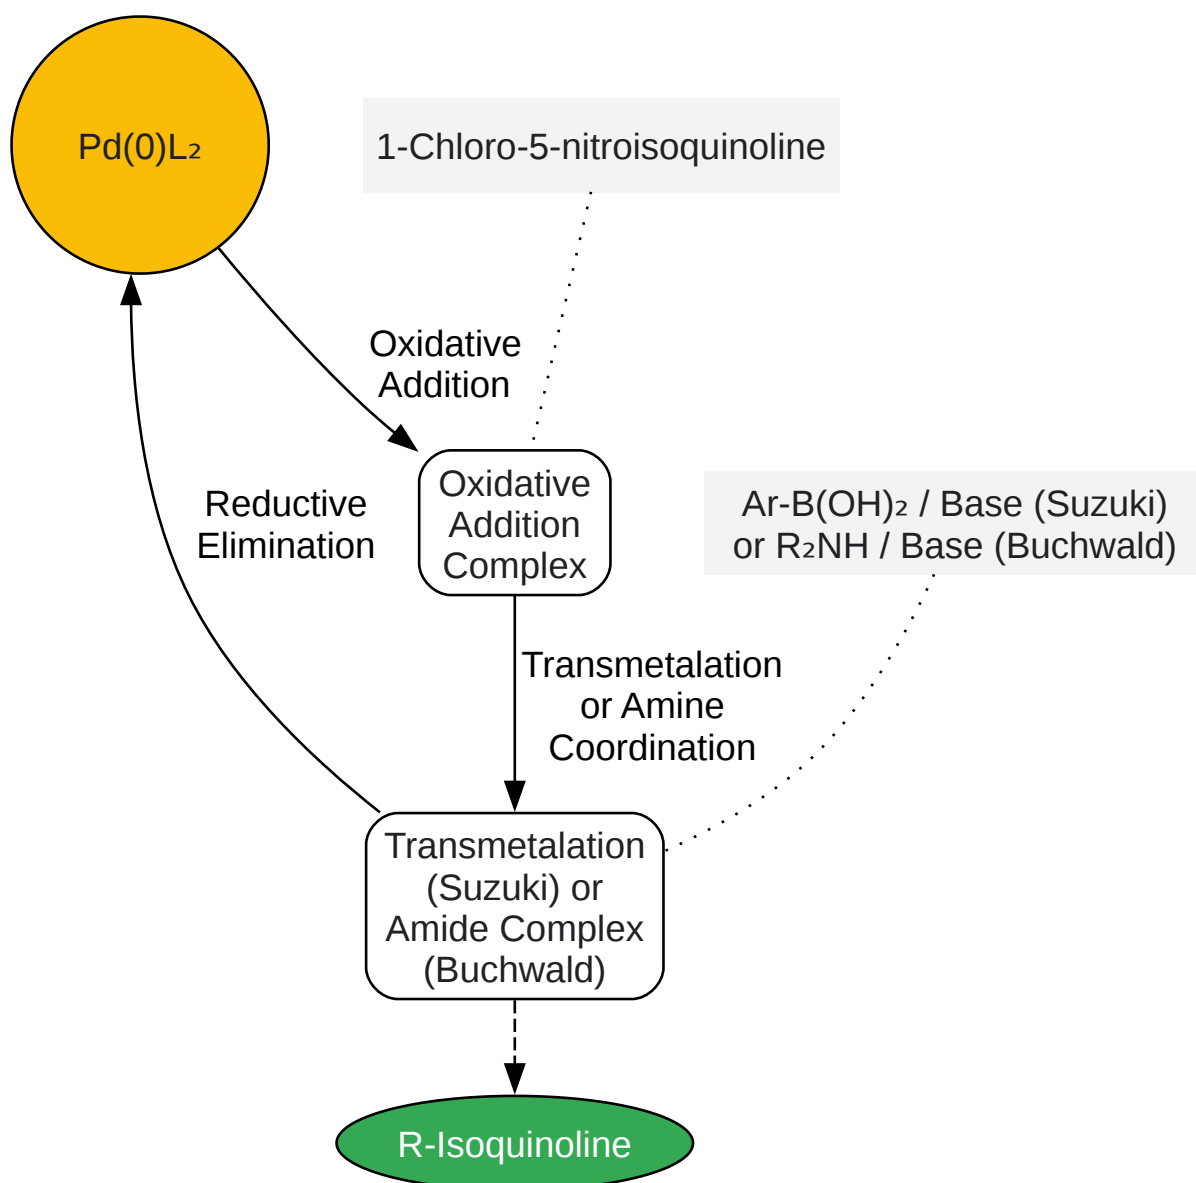 Pd(0)L₂
1-Chloro-5-nitroisoquinoline
Oxidative
Addition
Reductive
Elimination
Oxidative
Addition
Complex
Ar-B(OH)₂ / Base (Suzuki)
or R₂NH / Base (Buchwald)
Transmetalation
or Amine
Coordination
Transmetalation
(Suzuki) or
Amide Complex
(Buchwald)
R-Isoquinoline